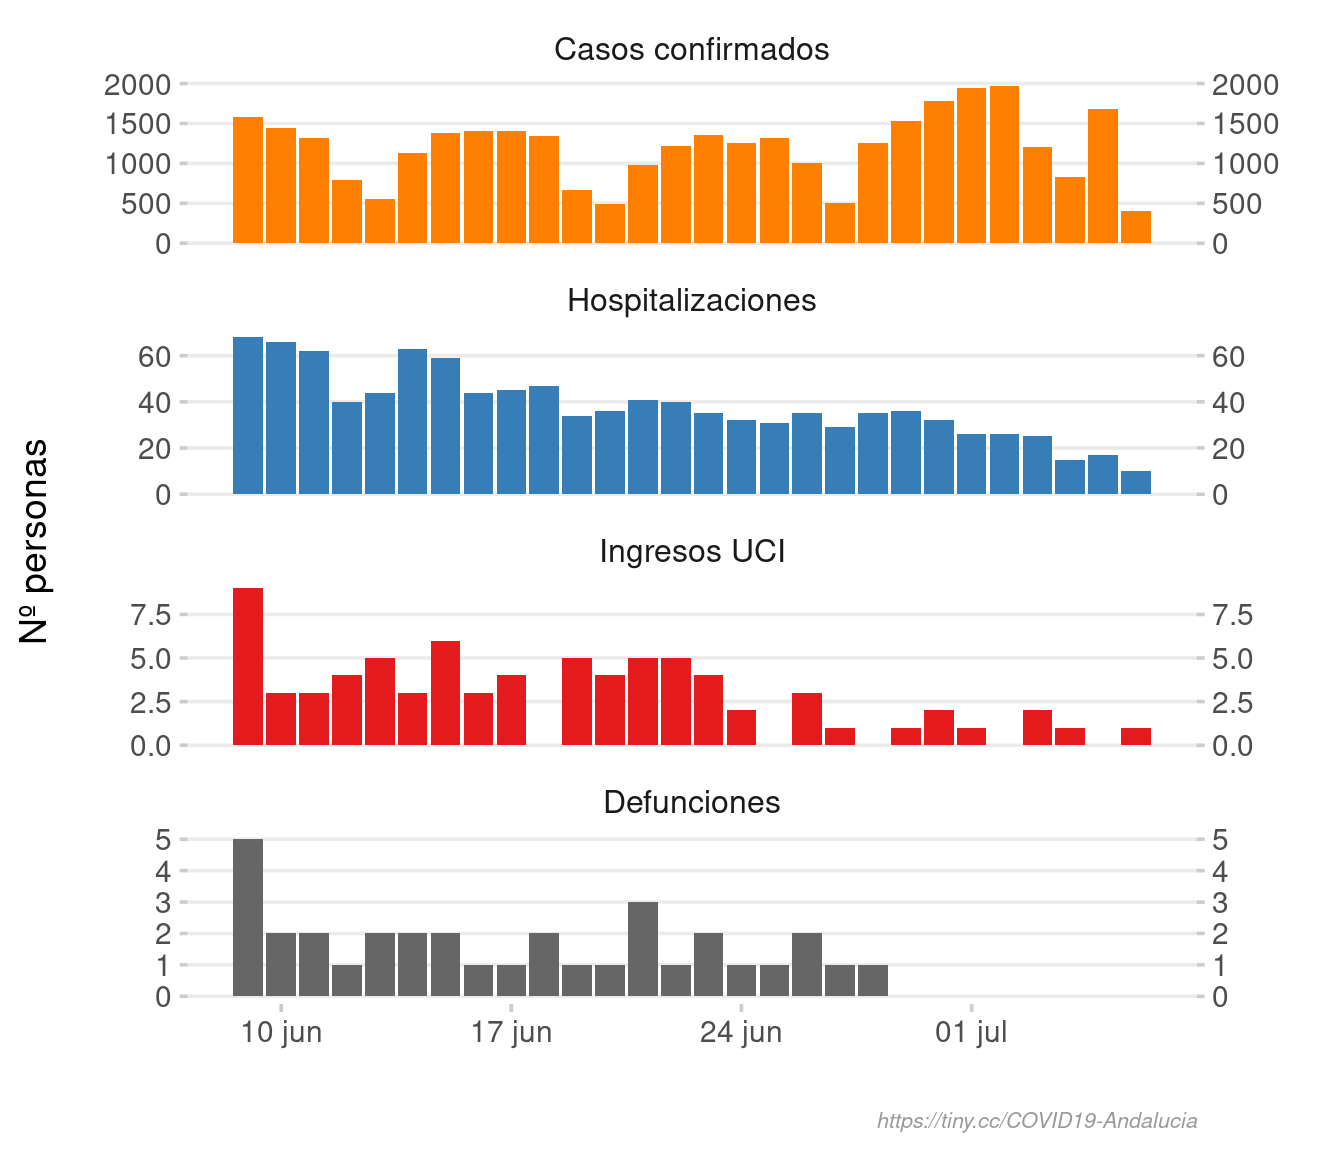 Casos confirmados
2000 2000
1500 1500
1000 1000
500 500
0 0
Hospitalizaciones
60 60
40 40
20 20
0 0
Nº personas
Ingresos UCI
7.5 7.5
5.0 5.0
2.5 2.5
0.0 0.0
Defunciones
5 5
4 4
3 3
2 2
1 1
0 0
10 jun 17 jun 24 jun 01 jul
https://tiny.cc/COVID19-Andalucia